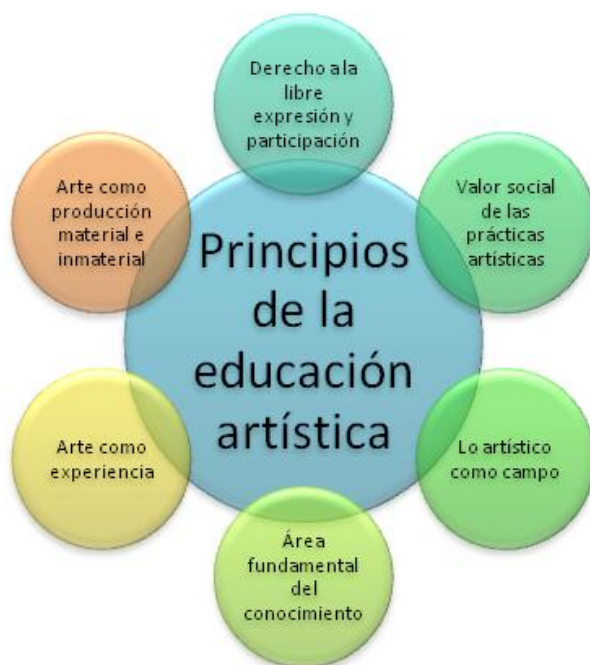 Derecho a la
libre
expresión y
participación
Valor social
de las
prácticas
artísticas
Lo artístico
como campo
Área
fundamental
del
conocimiento
Arte como
experiencia
Arte como
producción
material e
inmaterial
Principios
de la
educación
artística